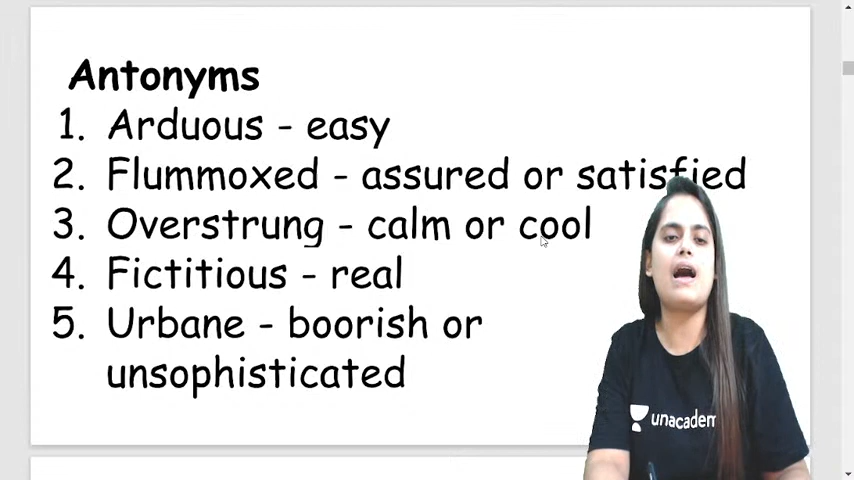 Antonyms
1. Arduous - easy
2. Flummoxed - assured or satisfied
3. Overstrung - calm or cool
4. Fictitious - real
5. Urbane - boorish or
unsophisticated
unacadem